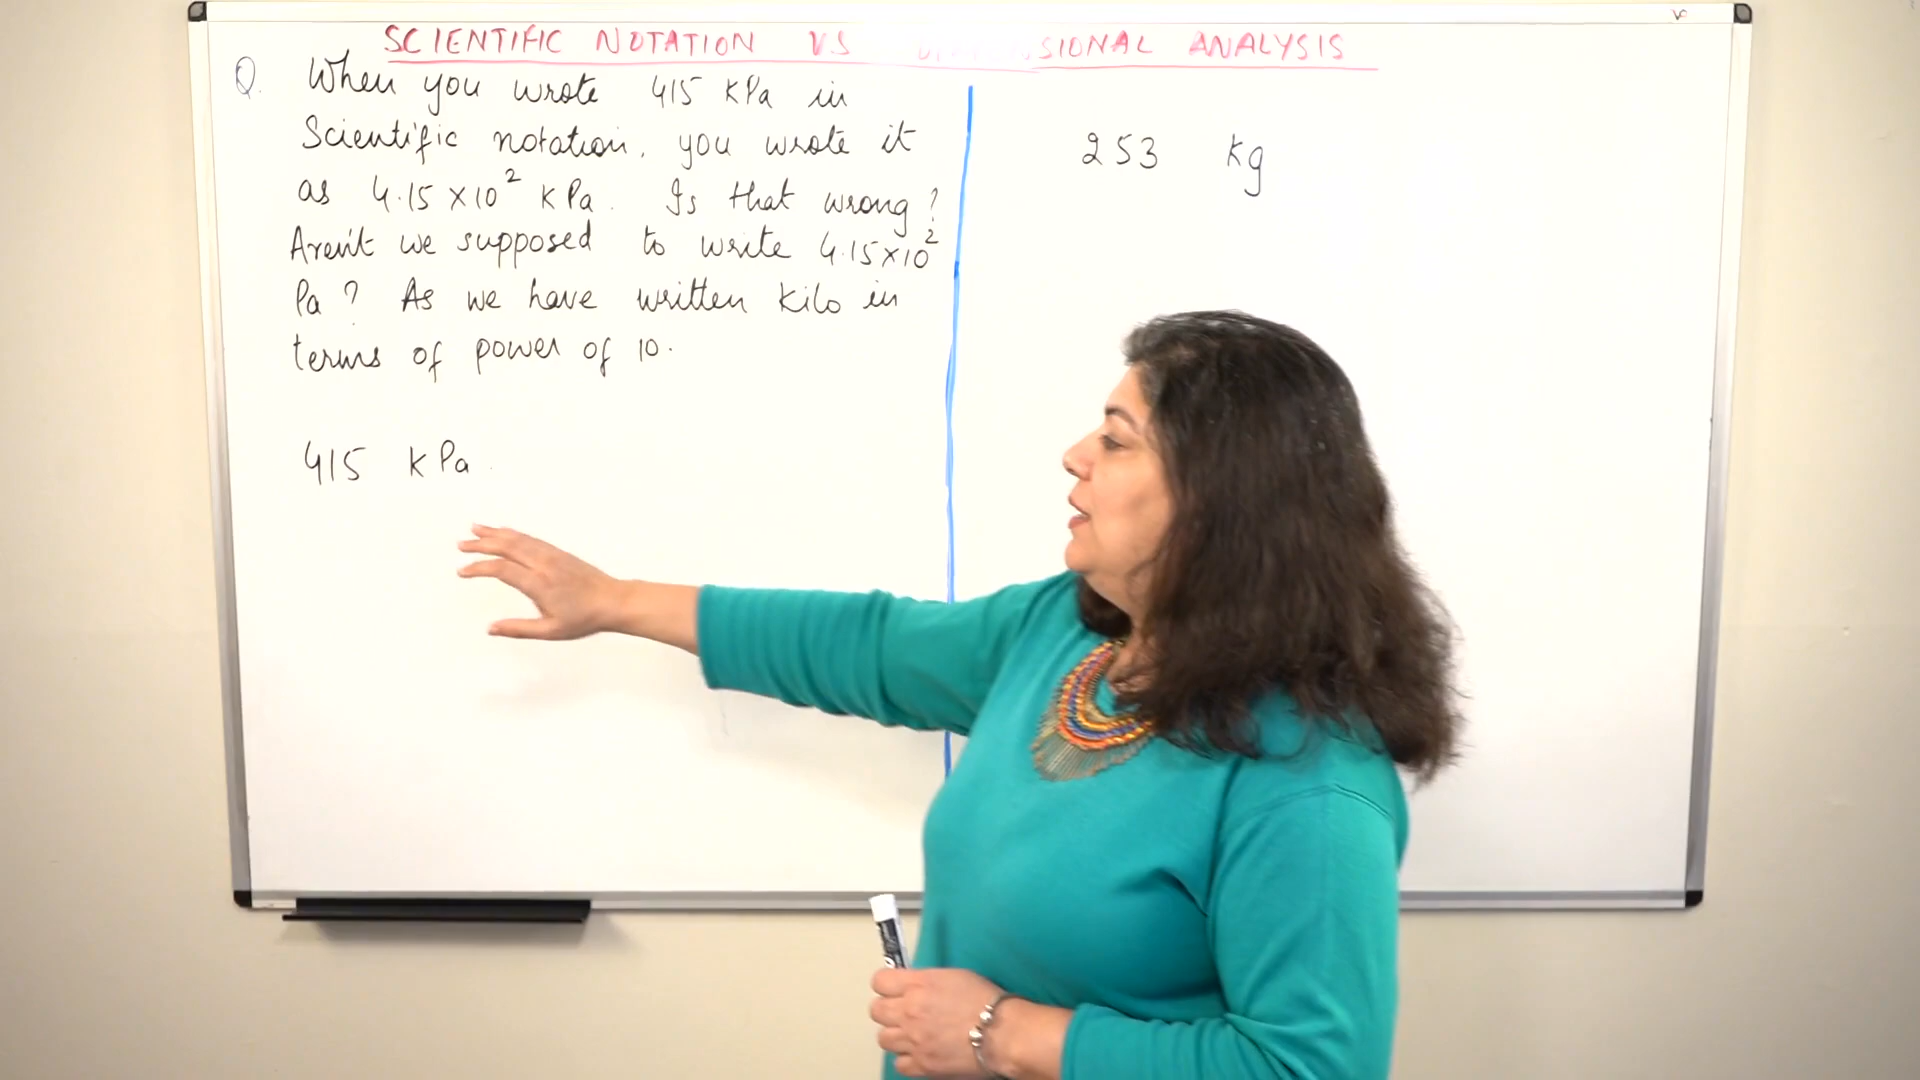 SCIENTIFIC NOTATION VS DIMENSIONAL ANALYSIS
Q. When you wrote 415 kPa in
Scientific notation, you wrote it
as 4.15 ×10² kPa. Is that wrong?
Aren't we supposed to write 4.15×10²
Pa? As we have written kilo in
terms of power of 10.
415 kPa
253 kg